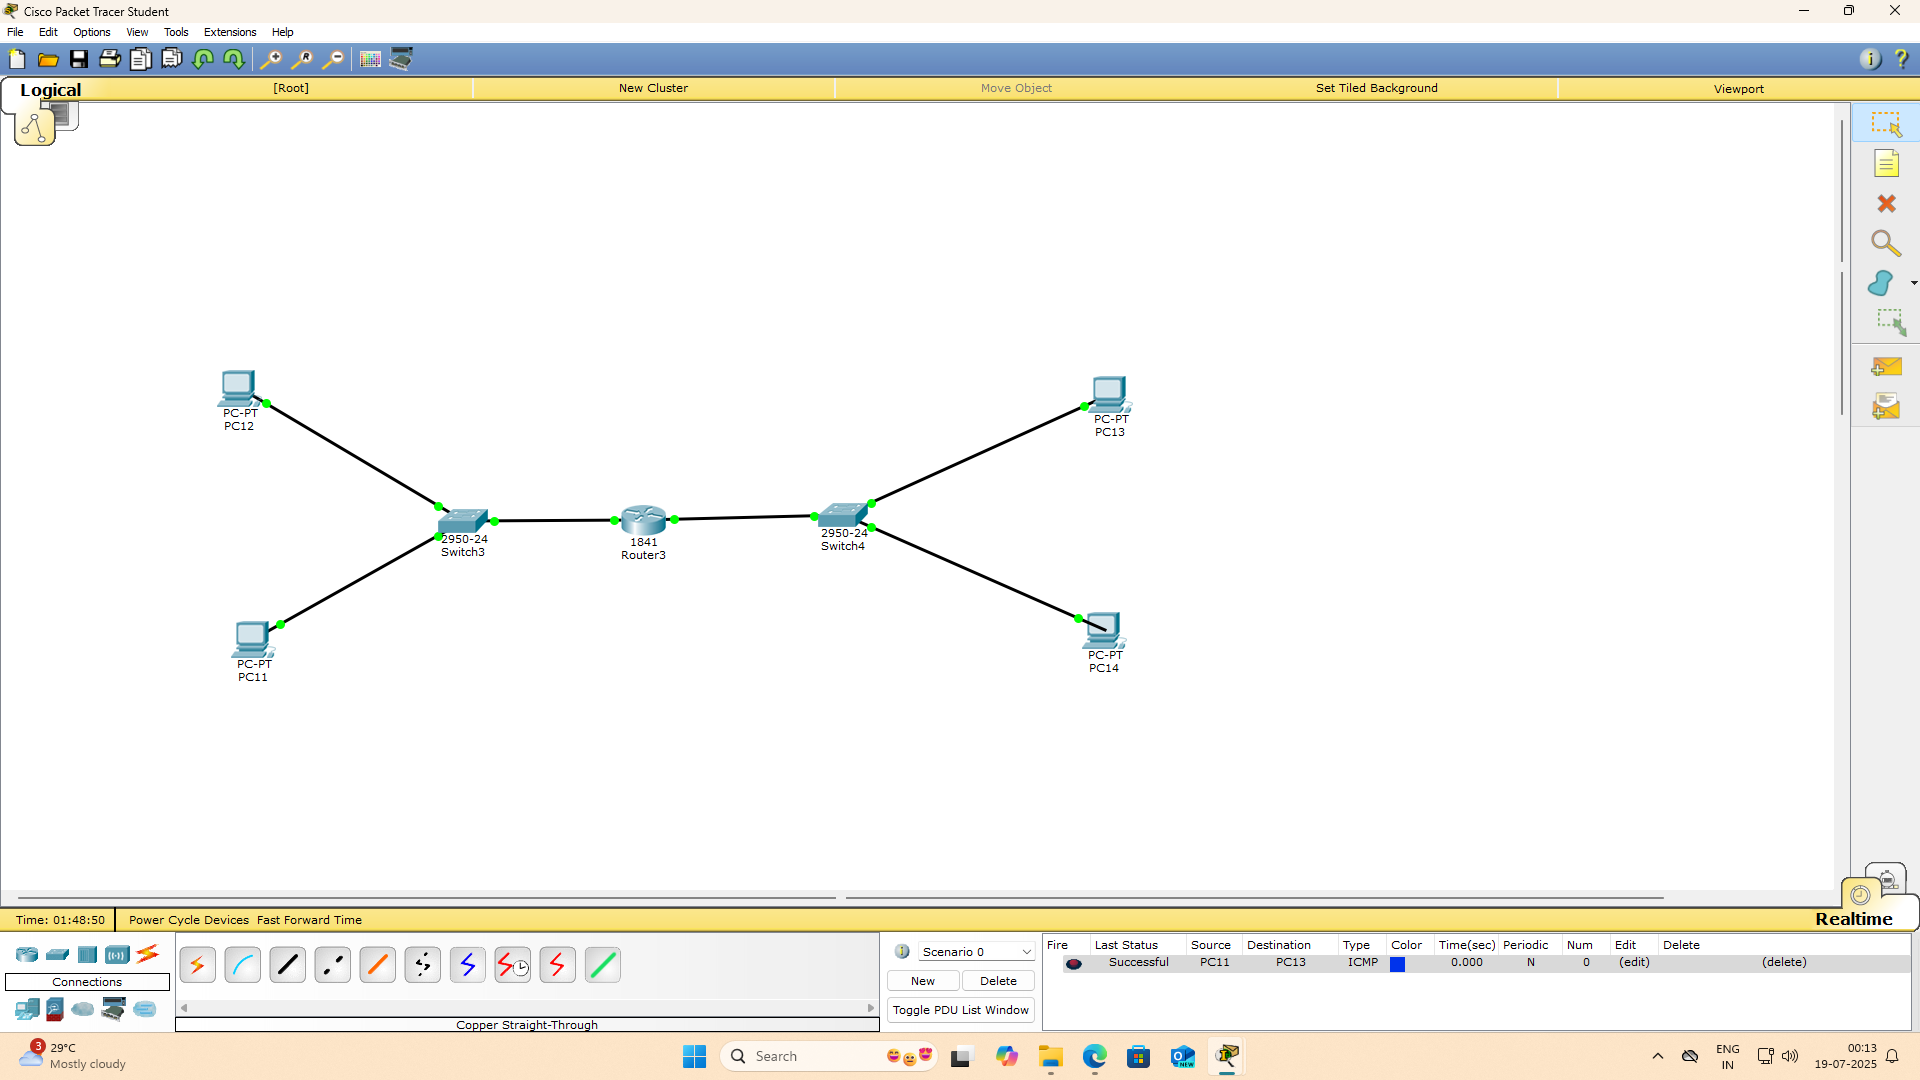 Cisco Packet Tracer Student
File Edit Options View Tools Extensions Help
Logical [Root] New Cluster Move Object Set Tiled Background Viewport
PC-PT
PC12
PC-PT
PC13
2950-24
Switch3
1841
Router3
2950-24
Switch4
PC-PT
PC11
PC-PT
PC14
Time: 01:48:50 Power Cycle Devices Fast Forward Time Realtime
Connections
Copper Straight-Through
Scenario 0
New Delete
Toggle PDU List Window
Fire Last Status Source Destination Type Color Time(sec) Periodic Num Edit Delete
Successful PC11 PC13 ICMP 0.000 N 0 (edit) (delete)
3
29°C
Mostly cloudy
Search
NEW
ENG
IN
00:13
19-07-2025